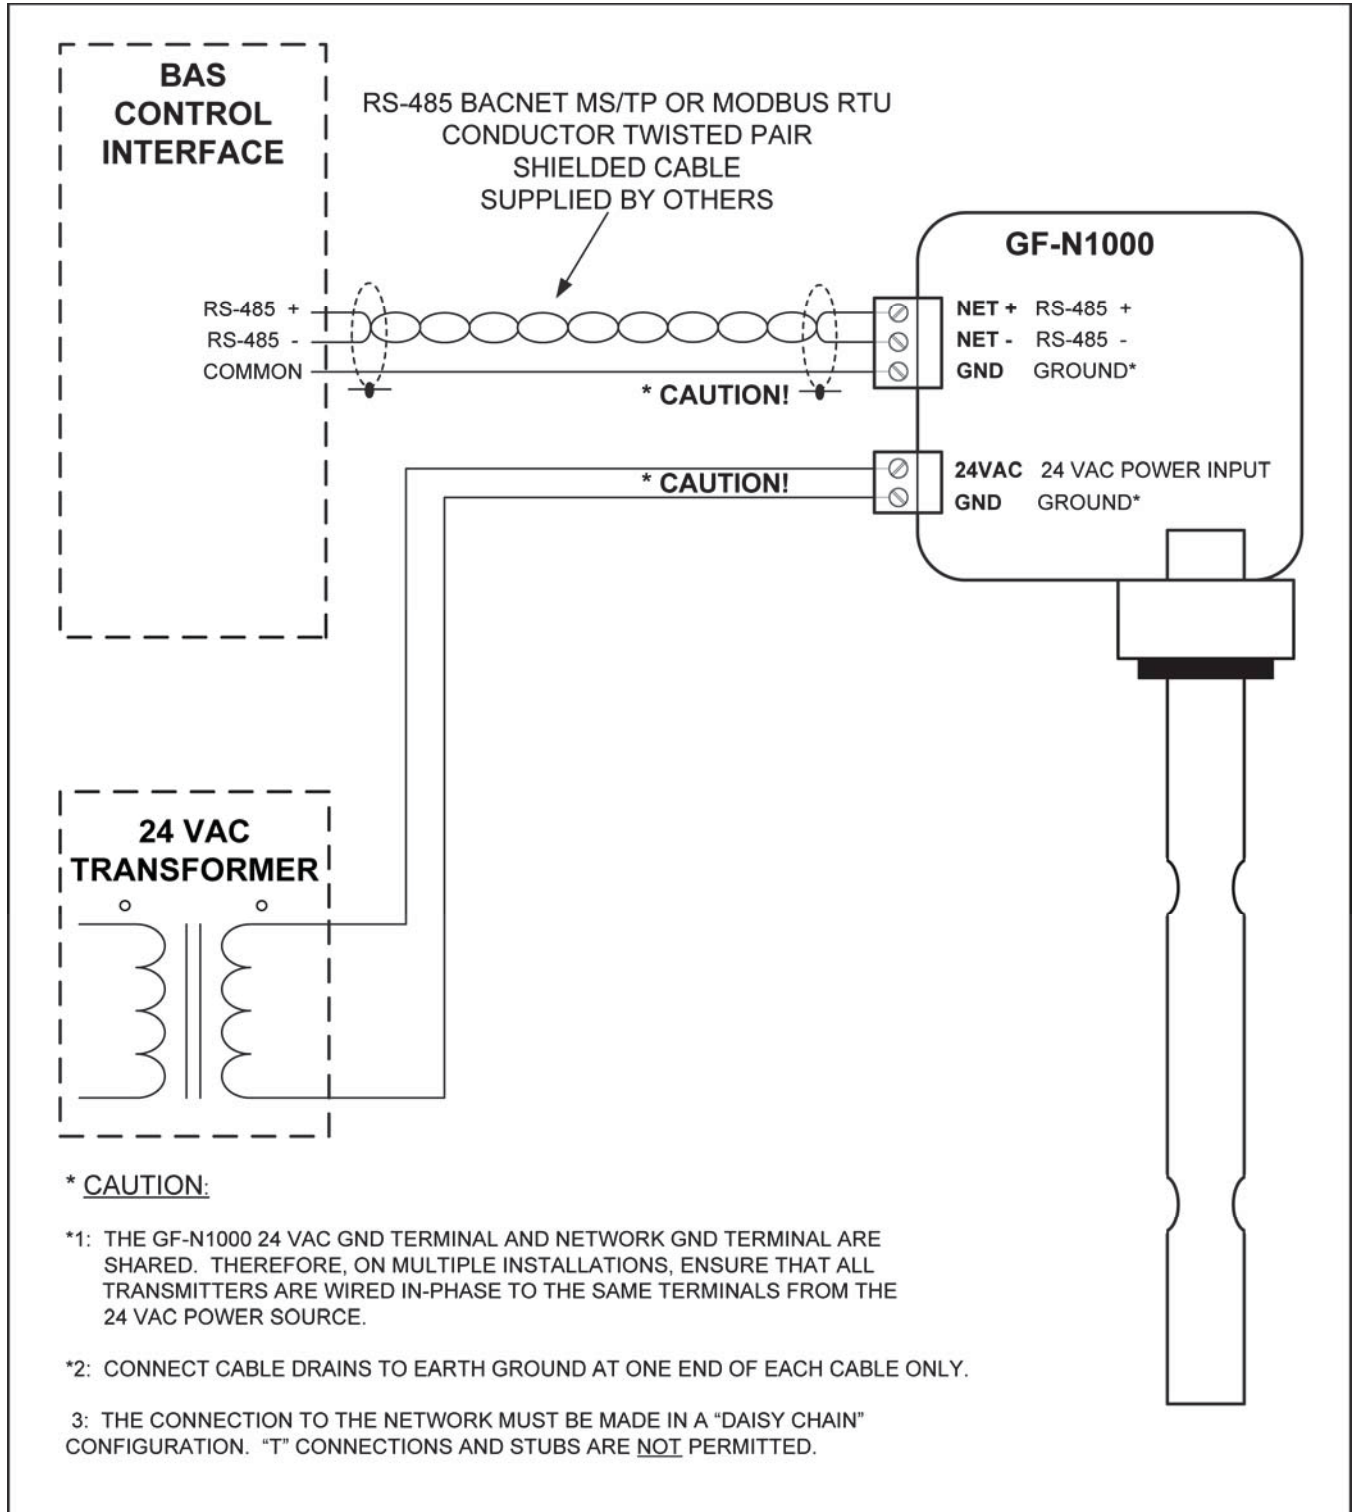 BAS
CONTROL
INTERFACE
RS-485 BACNET MS/TP OR MODBUS RTU
CONDUCTOR TWISTED PAIR
SHIELDED CABLE
SUPPLIED BY OTHERS
GF-N1000
RS-485 +
RS-485 -
COMMON
NET + RS-485 +
NET - RS-485 -
GND GROUND*
* CAUTION!
24VAC 24 VAC POWER INPUT
GND GROUND*
* CAUTION!
24 VAC
TRANSFORMER
* CAUTION:
*1: THE GF-N1000 24 VAC GND TERMINAL AND NETWORK GND TERMINAL ARE
SHARED. THEREFORE, ON MULTIPLE INSTALLATIONS, ENSURE THAT ALL
TRANSMITTERS ARE WIRED IN-PHASE TO THE SAME TERMINALS FROM THE
24 VAC POWER SOURCE.
*2: CONNECT CABLE DRAINS TO EARTH GROUND AT ONE END OF EACH CABLE ONLY.
3: THE CONNECTION TO THE NETWORK MUST BE MADE IN A “DAISY CHAIN”
CONFIGURATION. “T” CONNECTIONS AND STUBS ARE NOT PERMITTED.